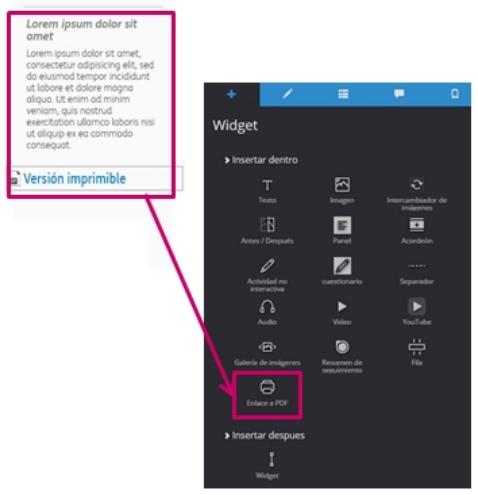 Lorem ipsum dolor sit
amet
Lorem ipsum dolor sit amet,
consectetur adipisicing elit, sed
do eiusmod tempor incididunt
ut labore et dolore magna
aliqua. Ut enim ad minim
veniam, quis nostrud
exercitation ullamco laboris nisi
ut aliquip ex ea commodo
consequat.
Versión imprimible
Widget
Insertar dentro
Texto
Imagen
Intercambiador de
imágenes
Antes / Después
Panel
Acordeón
Actividad no
interactiva
cuestionario
Separador
Audio
Video
YouTube
Galería de imágenes
Resumen de
seguimiento
Fila
Enlace a PDF
Insertar despues
Widget